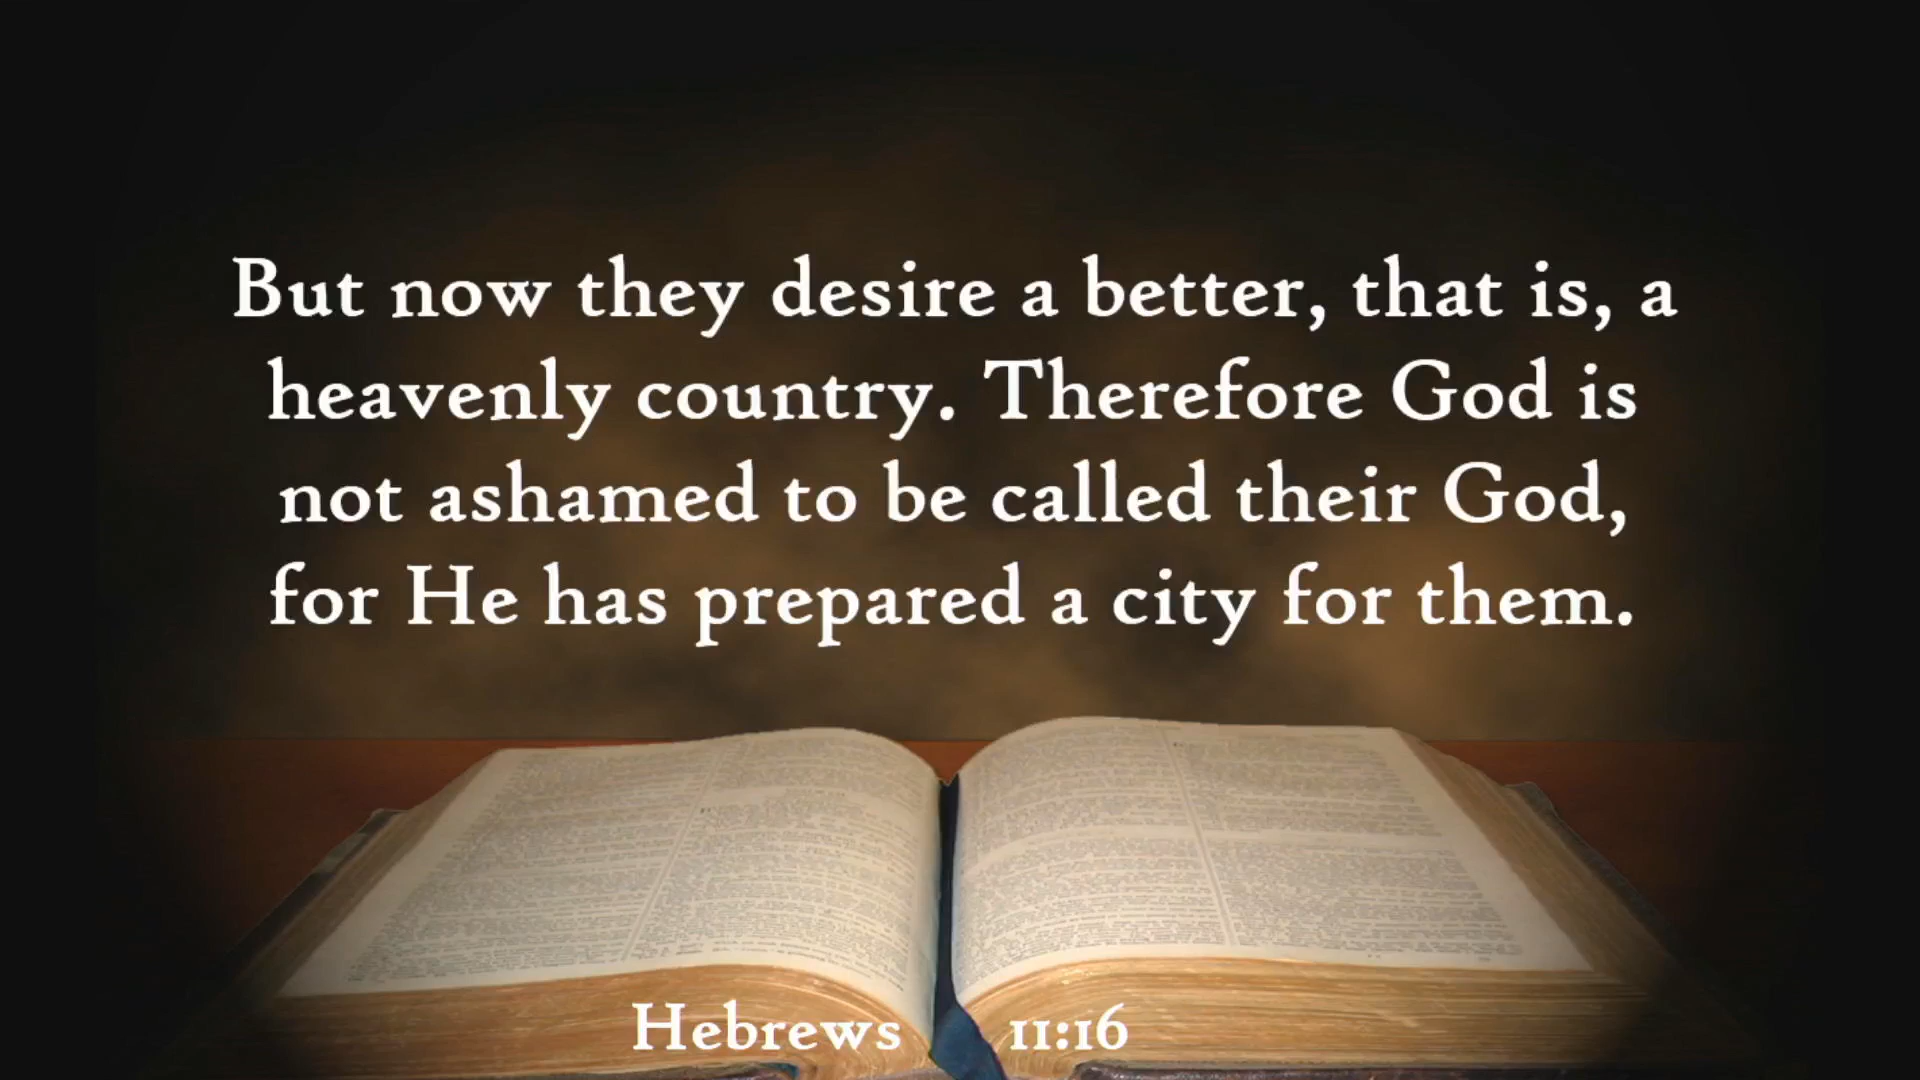 But now they desire a better, that is, a
heavenly country. Therefore God is
not ashamed to be called their God,
for He has prepared a city for them.
Hebrews 11:16